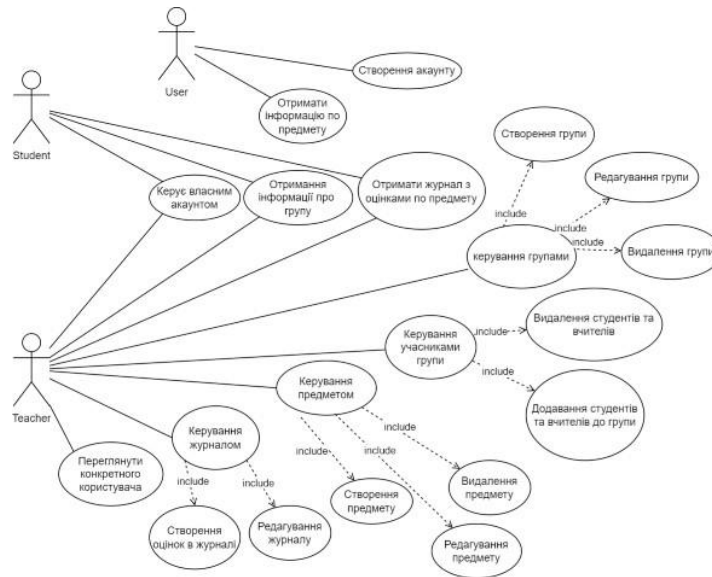 User
Створення акаунту
Отримати
інформацію по
предмету
Student
Створення групи
Керує власним
акаунтом
Отримання
інформації про
групу
Отримати журнал з
оцінками по предмету
Редагування групи
include
include
include
керування групами
Видалення групи
Керування
учасниками
групи
include
Видалення студентів та
вчителів
include
Додавання студентів
та вчителів до групи
Teacher
Керування
предметом
Керування
журналом
Переглянути
конкретного
користувача
include
include
include
include
include
Створення
предмету
Видалення
предмету
Створення
оцінок в журналі
Редагування
журналу
Редагування
предмету